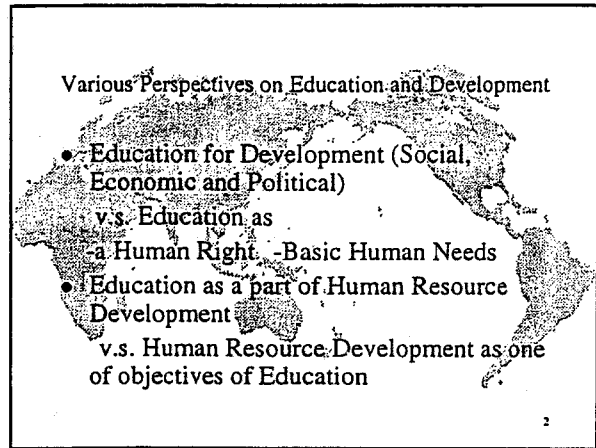 Various Perspectives on Education and Development
• Education for Development (Social,
Economic and Political)
v.s. Education as
-a Human Right -Basic Human Needs
• Education as a part of Human Resource
Development
v.s. Human Resource Development as one
of objectives of Education
2